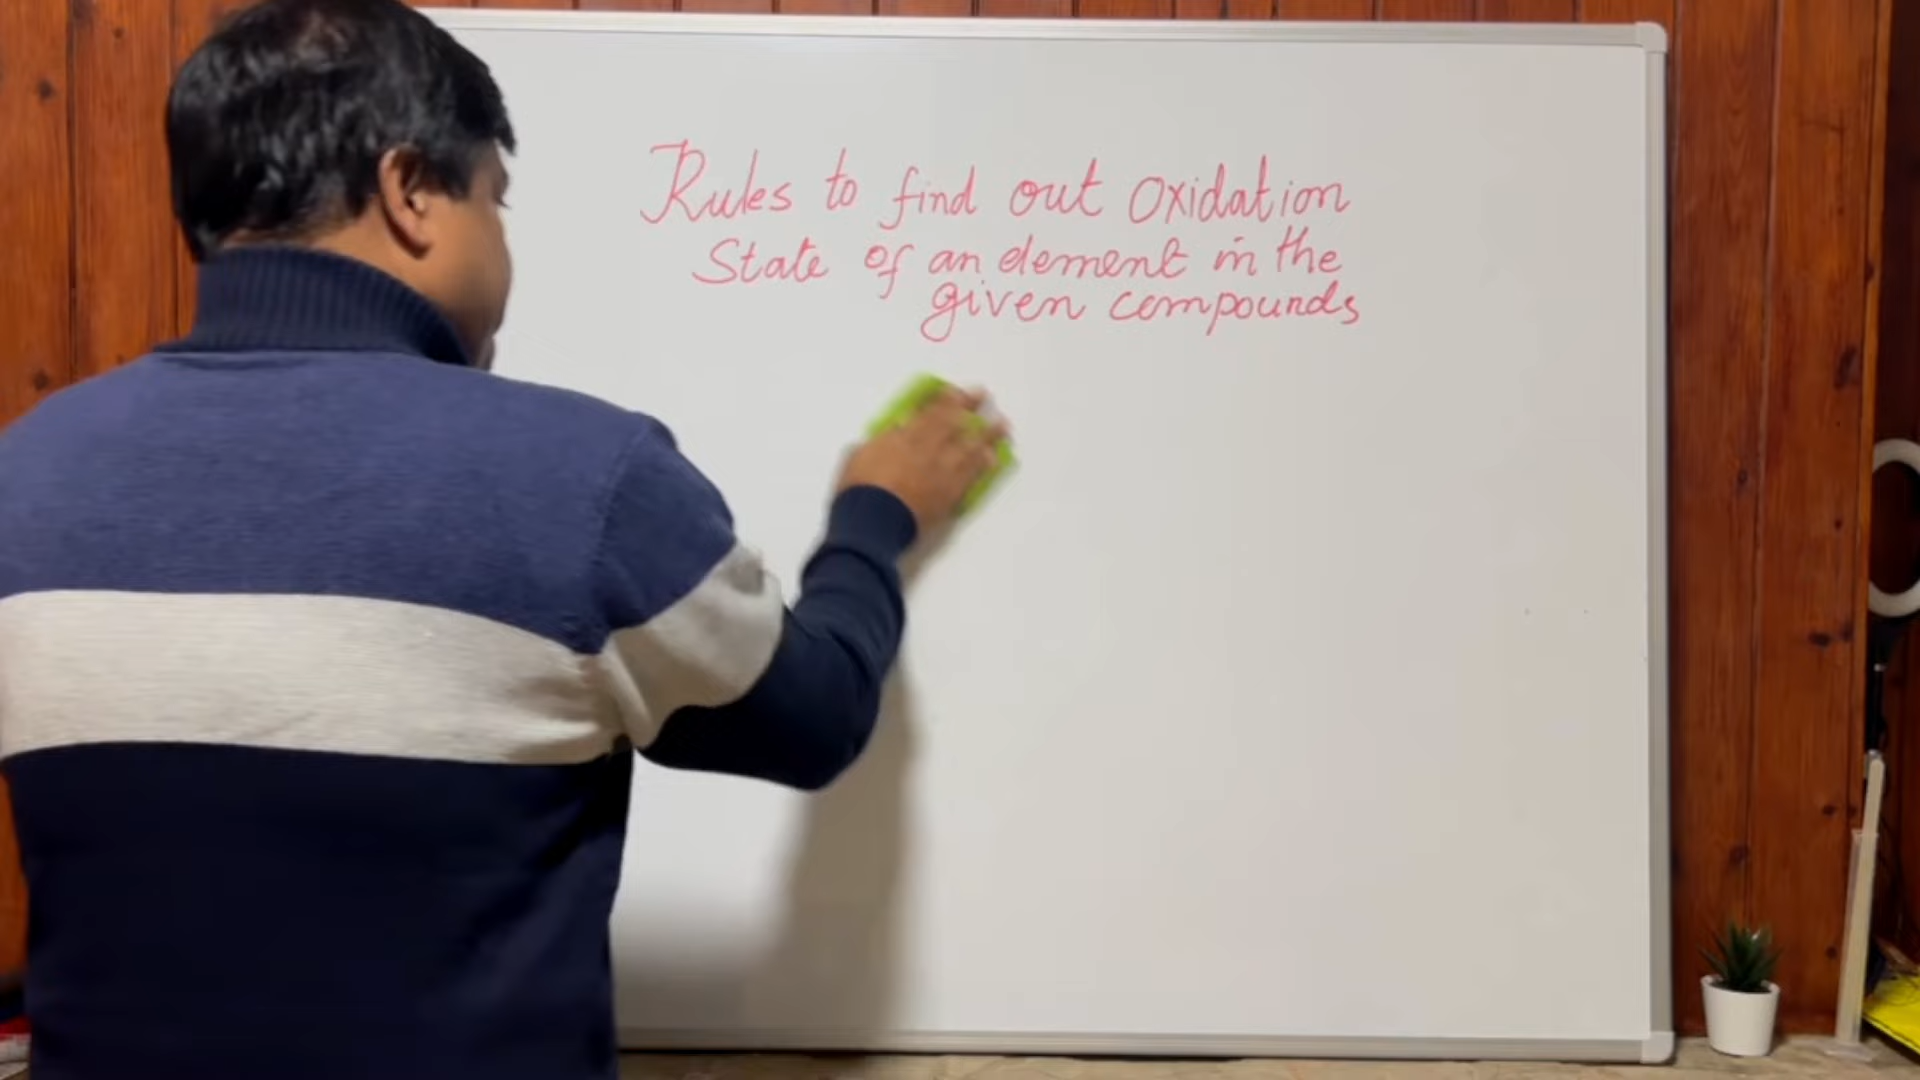 Rules to find out Oxidation
State of an element in the
given compounds